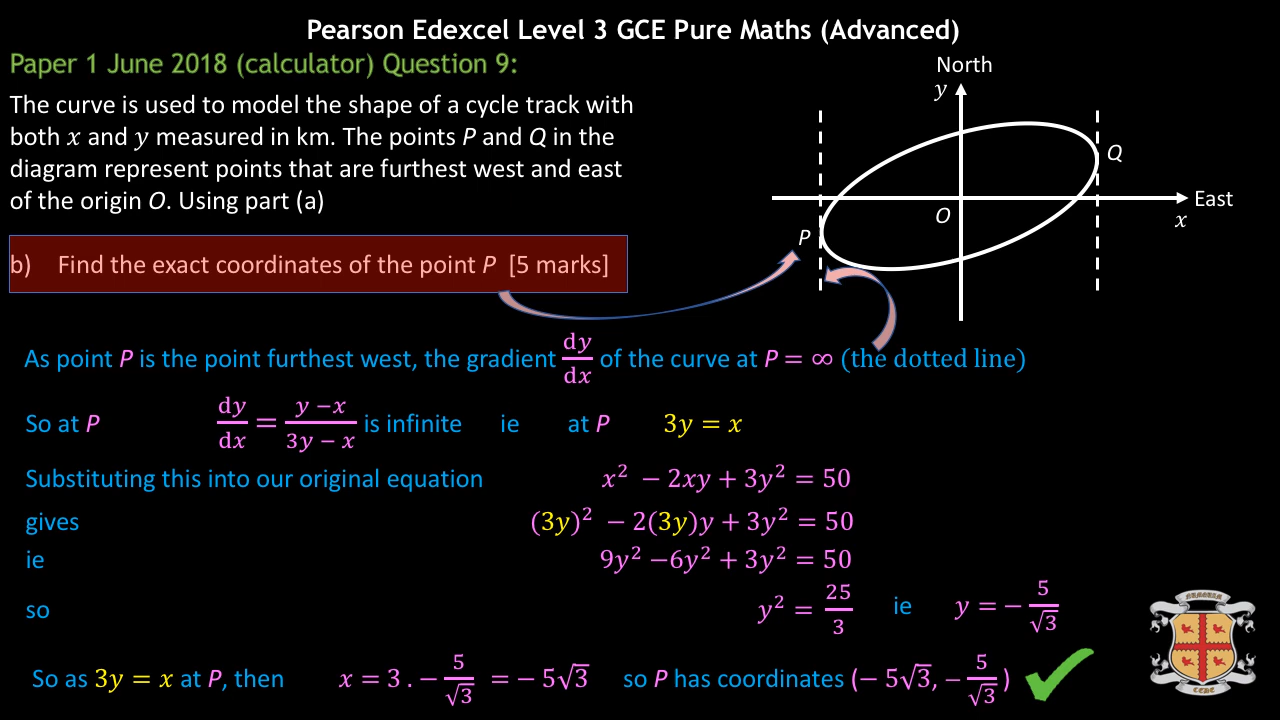 Pearson Edexcel Level 3 GCE Pure Maths (Advanced)
Paper 1 June 2018 (calculator) Question 9:
The curve is used to model the shape of a cycle track with
both 𝑥 and 𝑦 measured in km. The points P and Q in the
diagram represent points that are furthest west and east
of the origin O. Using part (a)
North
𝑦
Q
East
𝑥
O
P
b) Find the exact coordinates of the point P [5 marks]
As point P is the point furthest west, the gradient dy/dx of the curve at P = ∞ (the dotted line)
So at P dy/dx = (𝑦 −𝑥)/(3𝑦 − 𝑥) is infinite ie at P 3𝑦 = 𝑥
Substituting this into our original equation 𝑥² − 2𝑥𝑦 + 3𝑦² = 50
gives (3𝑦)² − 2(3𝑦)𝑦 + 3𝑦² = 50
ie 9𝑦² −6𝑦² + 3𝑦² = 50
so 𝑦² = 25/3 ie 𝑦 = − 5/√3
So as 3𝑦 = 𝑥 at P, then 𝑥 = 3 . − 5/√3 = − 5√3 so P has coordinates (− 5√3, − 5/√3 )